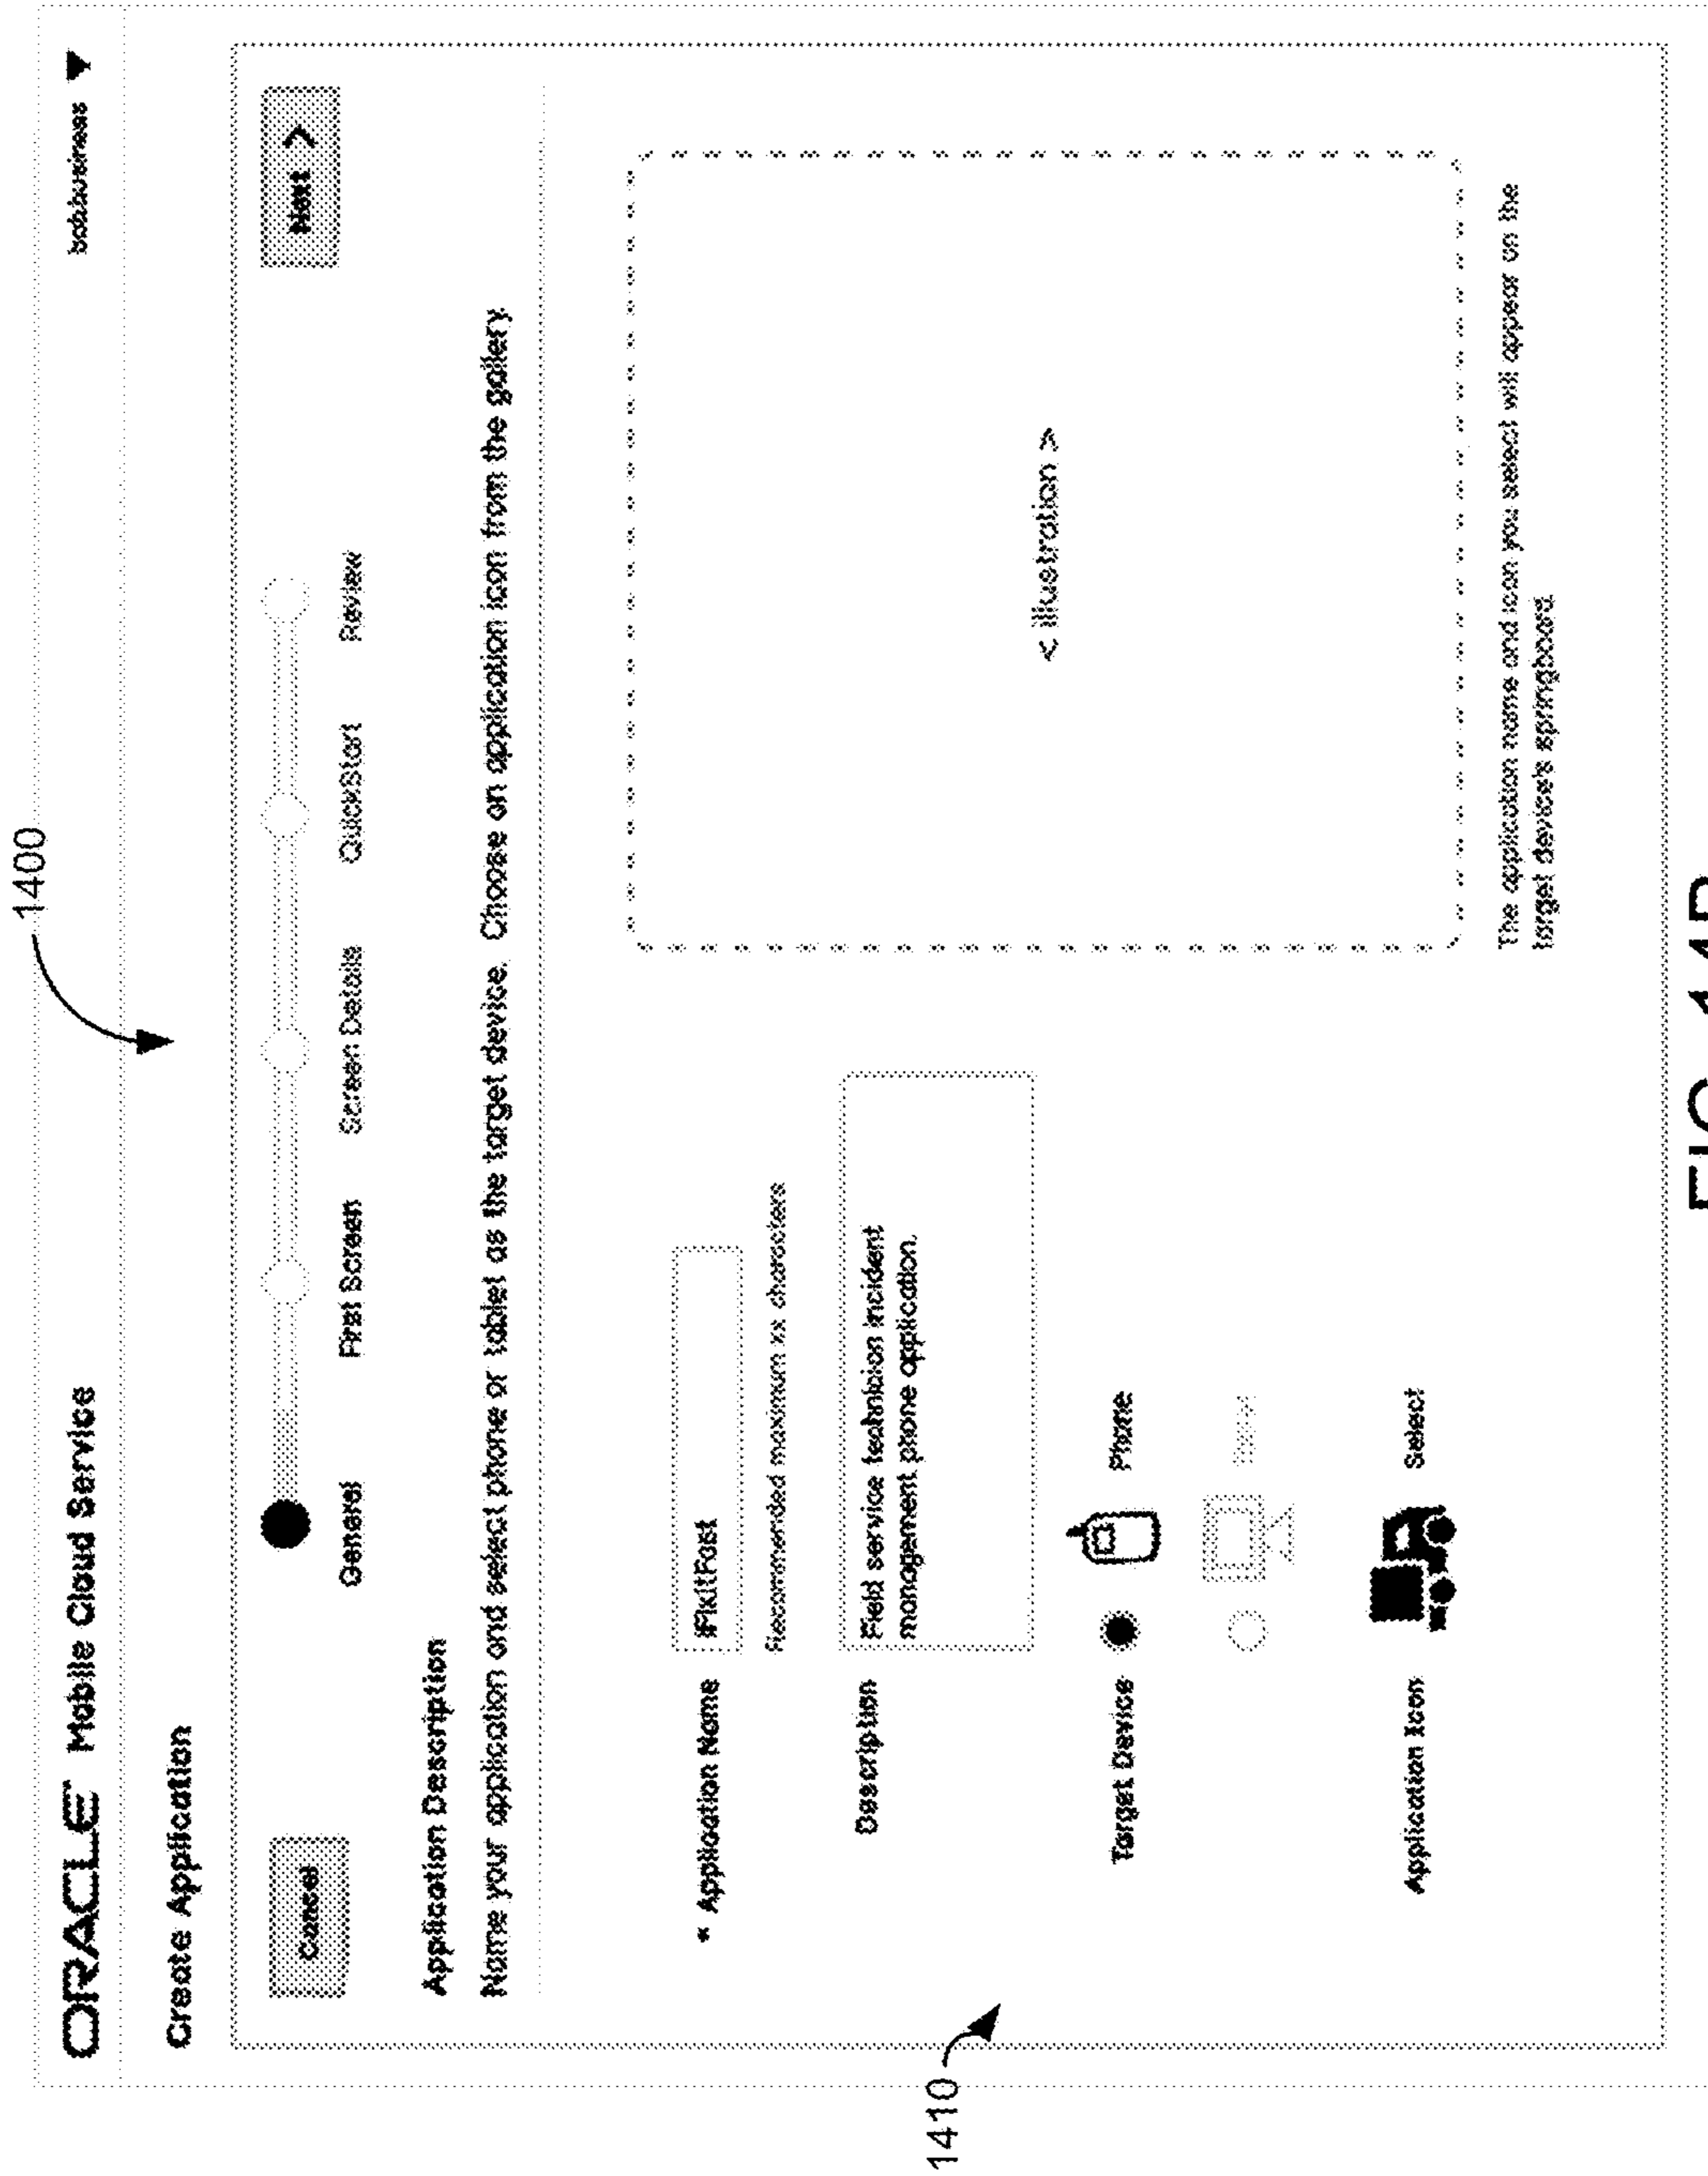 1400
ORACLE Mobile Cloud Service
bobbusiness
Create Application
Cancel
General
First Screen
Screen Details
QuickStart
Review
Next
Application Description
Name your application and select phone or tablet as the target device. Choose an application icon from the gallery.
* Application Name
iFixitFast
Recommended maximum xx characters
Description
Field service technician incident
management phone application.
Target Device
Phone
Application Icon
Select
< illustration >
The application name and icon you select will appear on the
target device's springboard.
1410